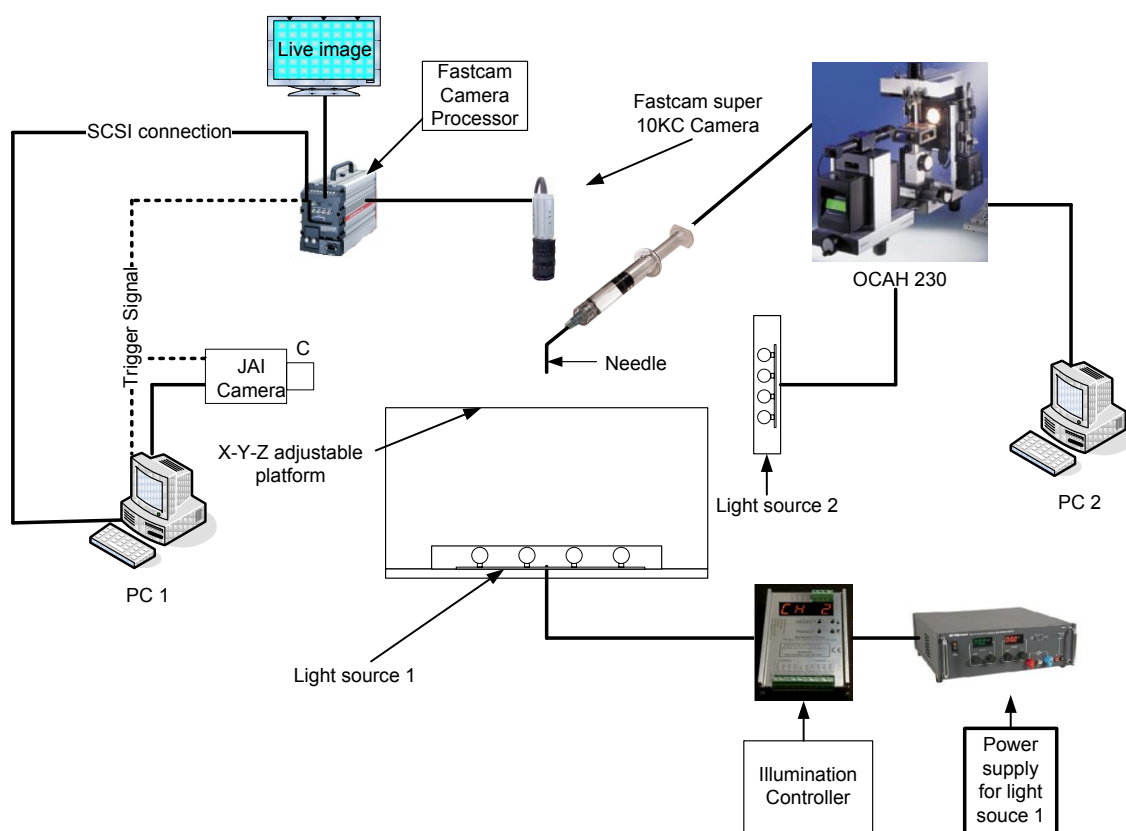 Live image
Fastcam
Camera
Processor
SCSI connection
Fastcam super
10KC Camera
OCAH 230
Trigger Signal
C
JAI
Camera
Needle
X-Y-Z adjustable
platform
Light source 2
PC 2
PC 1
CH 2
SELECT
Light source 1
Illumination
Controller
Power
supply
for light
souce 1